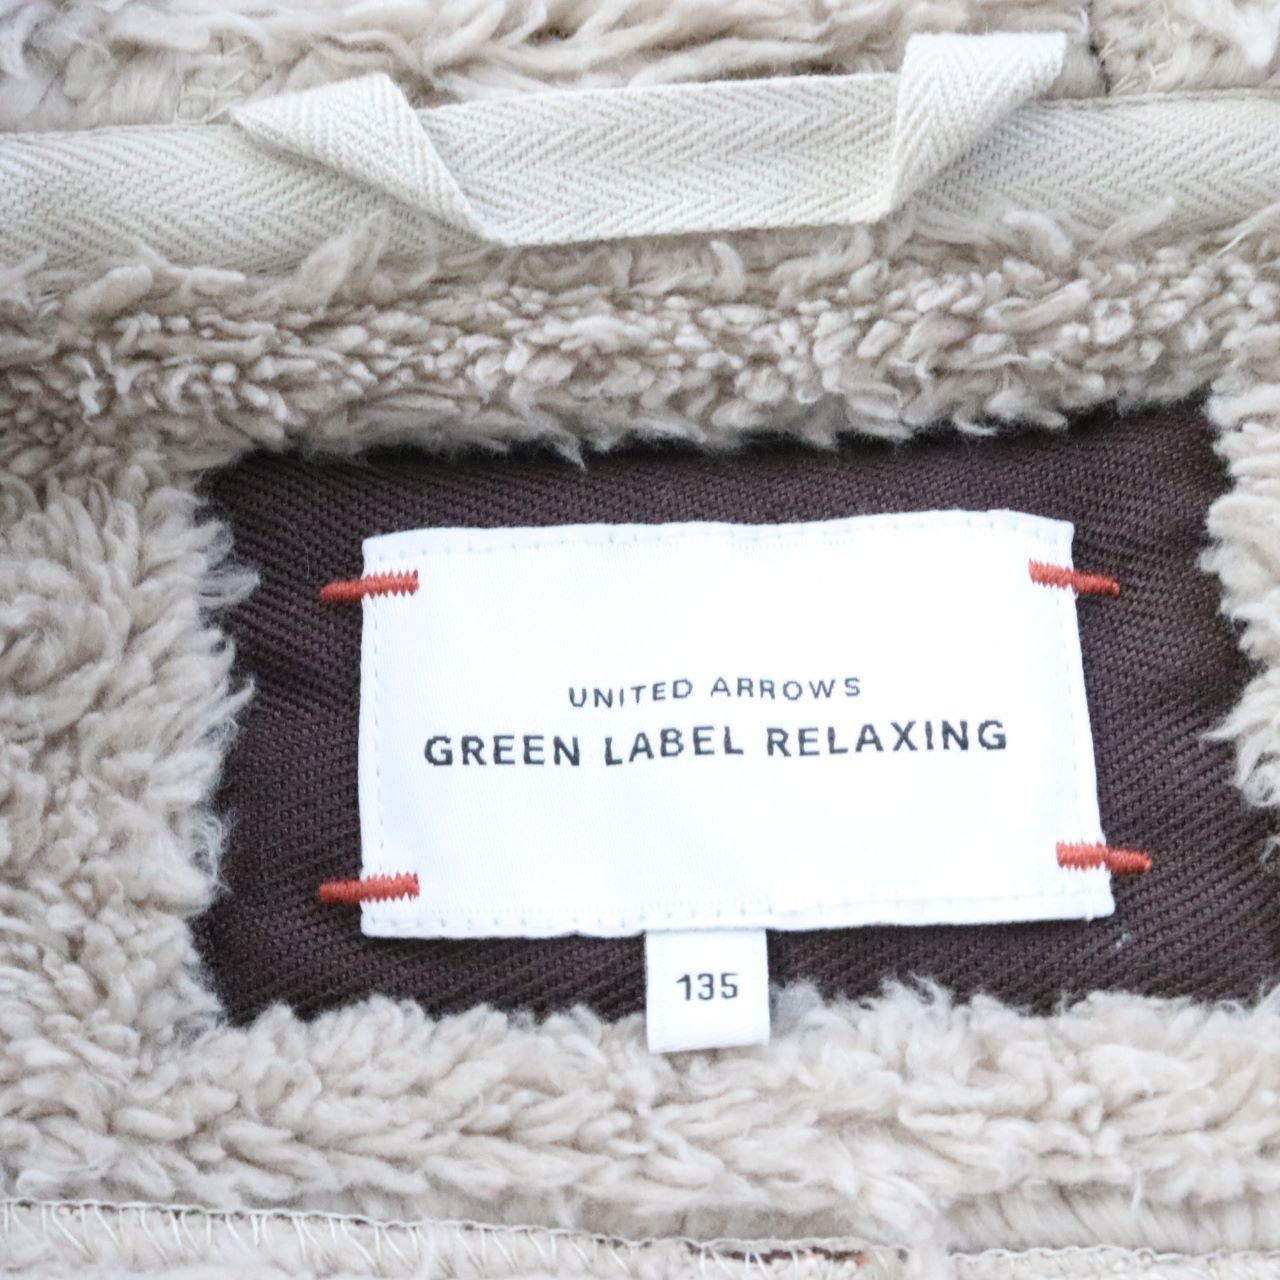 UNITED ARROWS
GREEN LABEL RELAXING
135